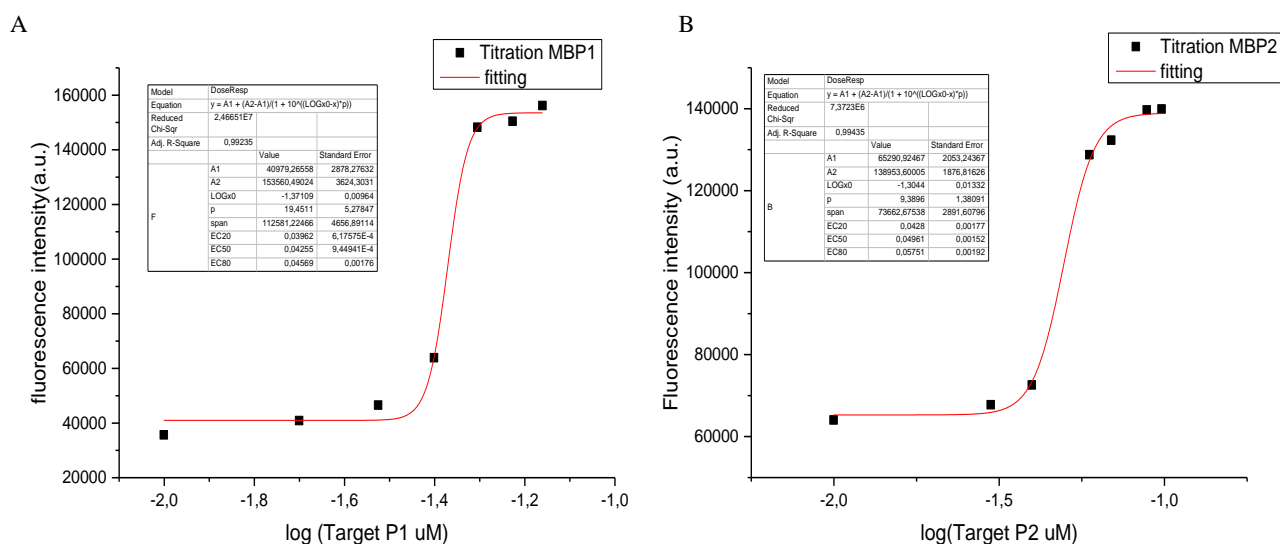 A
Titration MBP1
fitting
Model DoseResp
Equation y = A1 + (A2-A1)/(1 + 10^((LOGx0-x)*p))
Reduced Chi-Sqr 2,46651E7
Adj. R-Square 0,99235
Value Standard Error
F
A1 40979,26558 2878,27632
A2 153560,49024 3624,3031
LOGx0 -1,37109 0,00964
p 19,4511 5,27847
span 112581,22466 4656,89114
EC20 0,03962 6,17575E-4
EC50 0,04255 9,44941E-4
EC80 0,04569 0,00176
fluorescence intensity(a.u.)
160000
140000
120000
100000
80000
60000
40000
20000
-2,0 -1,8 -1,6 -1,4 -1,2 -1,0
log (Target P1 uM)
B
Titration MBP2
fitting
Model DoseResp
Equation y = A1 + (A2-A1)/(1 + 10^((LOGx0-x)*p))
Reduced Chi-Sqr 7,3723E6
Adj. R-Square 0,99435
Value Standard Error
B
A1 65290,92467 2053,24367
A2 138953,60005 1876,81626
LOGx0 -1,3044 0,01332
p 9,3896 1,38091
span 73662,67538 2891,60796
EC20 0,0428 0,00177
EC50 0,04961 0,00152
EC80 0,05751 0,00192
Fluorescence intensity (a.u.)
140000
120000
100000
80000
60000
-2,0 -1,5 -1,0
log(Target P2 uM)